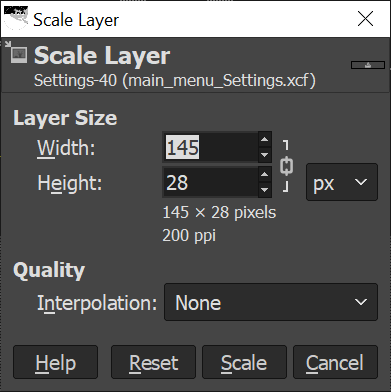 Scale Layer
Scale Layer
Settings-40 (main_menu_Settings.xcf)
Layer Size
Width: 145
Height: 28 px
145 × 28 pixels
200 ppi
Quality
Interpolation: None
Help Reset Scale Cancel